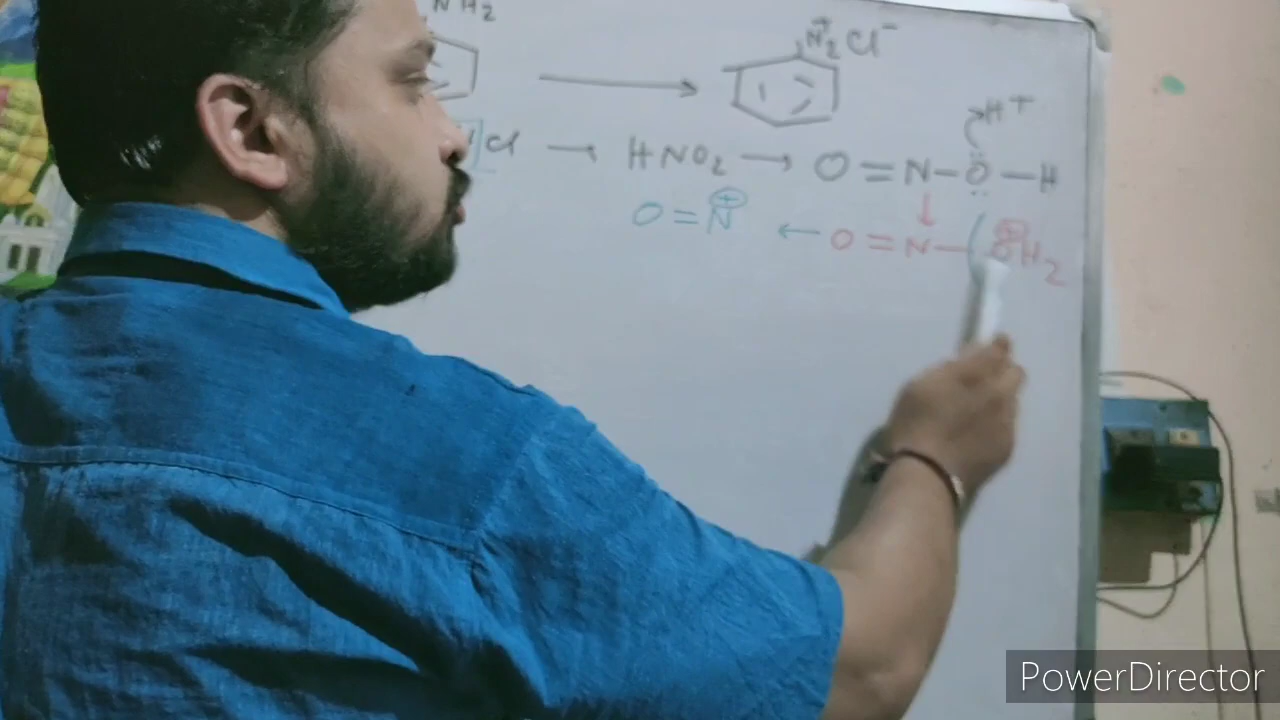 NH2
N2+ Cl−
H+
Cl → HNO2 → O=N−Ö−H
O=N⊕ ← O=N−(OH2
PowerDirector